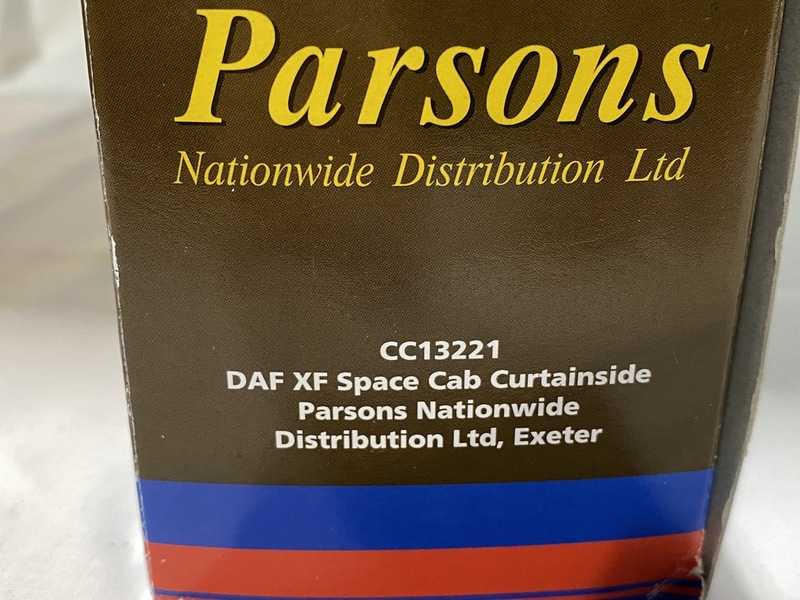 Parsons
Nationwide Distribution Ltd
CC13221
DAF XF Space Cab Curtainside
Parsons Nationwide
Distribution Ltd, Exeter